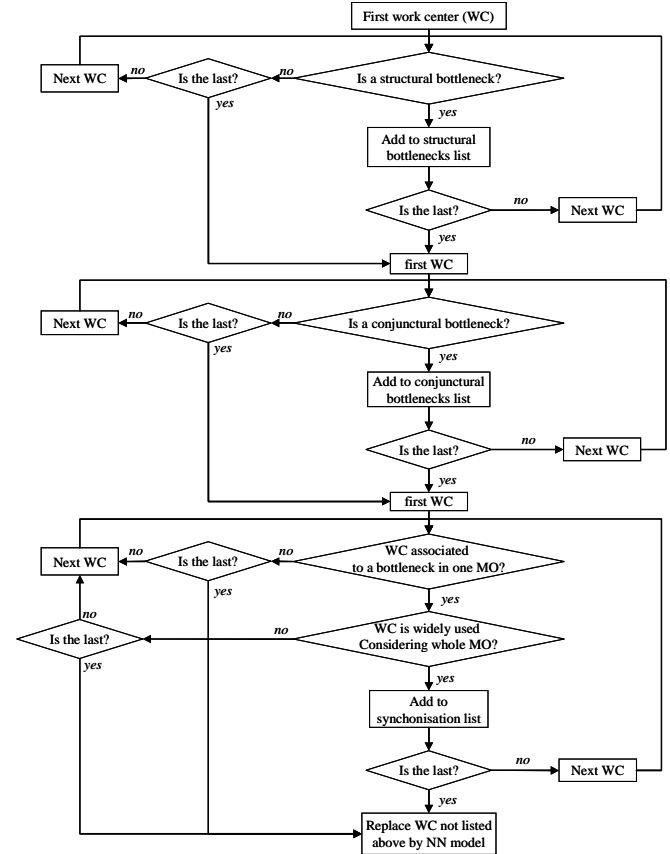 First work center (WC)
Next WC
no
Is the last?
no
Is a structural bottleneck?
yes
yes
Add to structural
bottlenecks list
Is the last?
no
Next WC
yes
first WC
Next WC
no
Is the last?
no
Is a conjunctural bottleneck?
yes
yes
Add to conjunctural
bottlenecks list
Is the last?
no
Next WC
yes
first WC
Next WC
no
Is the last?
no
WC associated
to a bottleneck in one MO?
yes
yes
no
Is the last?
no
WC is widely used
Considering whole MO?
yes
yes
Add to
synchonisation list
Is the last?
no
Next WC
yes
Replace WC not listed
above by NN model